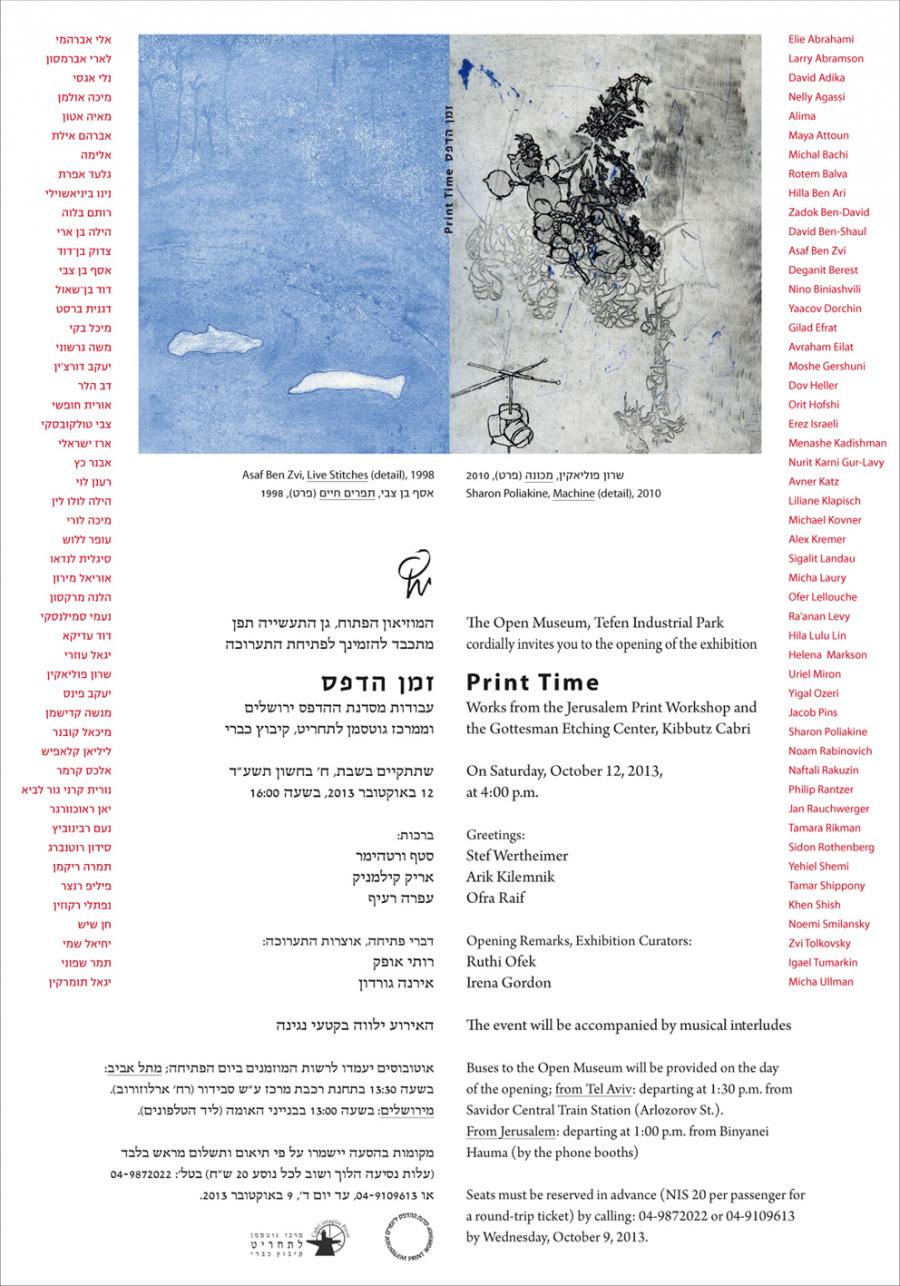 אלי אברהמי
לארי אברמסון
נלי אגסי
מיכה אולמן
מאיה אטון
אברהם אילת
אלימה
גלעד אפרת
נינו ביניאשוילי
רותם בלוה
הילה בן ארי
צדוק בן־דוד
אסף בן צבי
דוד בן־שאול
דגנית ברסט
מיכל בקי
משה גרשוני
יעקב דורצ'ין
דב הלר
אורית חופשי
צבי טולקובסקי
ארז ישראלי
אבנר כץ
רענן לוי
הילה לולו לין
מיכה לורי
עופר ללוש
סיגלית לנדאו
אוריאל מירון
הלנה מרקסון
נעמי סמילנסקי
דוד עדיקא
יגאל עוזרי
שרון פוליאקין
יעקב פינס
מנשה קדישמן
מיכאל קובנר
ליליאן קלאפיש
אלכס קרמר
נורית קרני גור לביא
יאן ראוכוורגר
נעם רבינוביץ
סידון רוטנברג
תמרה ריקמן
פיליפ רנצר
נפתלי רקוזין
חן שיש
יחיאל שמי
תמר שפוני
יגאל תומרקין
Print Time זמן הדפס
Asaf Ben Zvi, Live Stitches (detail), 1998
אסף בן צבי, תפרים חיים (פרט), 1998
שרון פוליאקין, מכונה (פרט), 2010
Sharon Poliakine, Machine (detail), 2010
המוזיאון הפתוח, גן התעשייה תפן
מתכבד להזמינך לפתיחת התערוכה
זמן הדפס
עבודות מסדנת ההדפס ירושלים
וממרכז גוטסמן לתחריט, קיבוץ כברי
שתתקיים בשבת, ח' בחשון תשע"ד
12 באוקטובר 2013, בשעה 16:00
ברכות:
סטף ורטהימר
אריק קילמניק
עפרה רעיף
דברי פתיחה, אוצרות התערוכה:
רותי אופק
אירנה גורדון
האירוע ילווה בקטעי נגינה
אוטובוסים יעמדו לרשות המוזמנים ביום הפתיחה; מתל אביב:
בשעה 13:30 בתחנת רכבת מרכז ע"ש סבידור (רח' ארלוזורוב).
מירושלים: בשעה 13:00 בבנייני האומה (ליד הטלפונים).
מקומות בהסעה יישמרו על פי תיאום ותשלום מראש בלבד
(עלות נסיעה הלוך ושוב לכל נוסע 20 ש"ח) בטל': 04-9872022
או 04-9109613, עד יום ד', 9 באוקטובר 2013.
מרכז גוטסמן
לתחריט
קיבוץ כברי
The Open Museum, Tefen Industrial Park
cordially invites you to the opening of the exhibition
Print Time
Works from the Jerusalem Print Workshop and
the Gottesman Etching Center, Kibbutz Cabri
On Saturday, October 12, 2013,
at 4:00 p.m.
Greetings:
Stef Wertheimer
Arik Kilemnik
Ofra Raif
Opening Remarks, Exhibition Curators:
Ruthi Ofek
Irena Gordon
The event will be accompanied by musical interludes
Buses to the Open Museum will be provided on the day
of the opening; from Tel Aviv: departing at 1:30 p.m. from
Savidor Central Train Station (Arlozorov St.).
From Jerusalem: departing at 1:00 p.m. from Binyanei
Hauma (by the phone booths)
Seats must be reserved in advance (NIS 20 per passenger for
a round-trip ticket) by calling: 04-9872022 or 04-9109613
by Wednesday, October 9, 2013.
Elie Abrahami
Larry Abramson
David Adika
Nelly Agassi
Alima
Maya Attoun
Michal Bachi
Rotem Balva
Hilla Ben Ari
Zadok Ben-David
David Ben-Shaul
Asaf Ben Zvi
Deganit Berest
Nino Biniashvili
Yaacov Dorchin
Gilad Efrat
Avraham Eilat
Moshe Gershuni
Dov Heller
Orit Hofshi
Erez Israeli
Menashe Kadishman
Nurit Karni Gur-Lavy
Avner Katz
Liliane Klapisch
Michael Kovner
Alex Kremer
Sigalit Landau
Micha Laury
Ofer Lellouche
Ra'anan Levy
Hila Lulu Lin
Helena Markson
Uriel Miron
Yigal Ozeri
Jacob Pins
Sharon Poliakine
Noam Rabinovich
Naftali Rakuzin
Philip Rantzer
Jan Rauchwerger
Tamara Rikman
Sidon Rothenberg
Yehiel Shemi
Tamar Shippony
Khen Shish
Noemi Smilansky
Zvi Tolkovsky
Igael Tumarkin
Micha Ullman